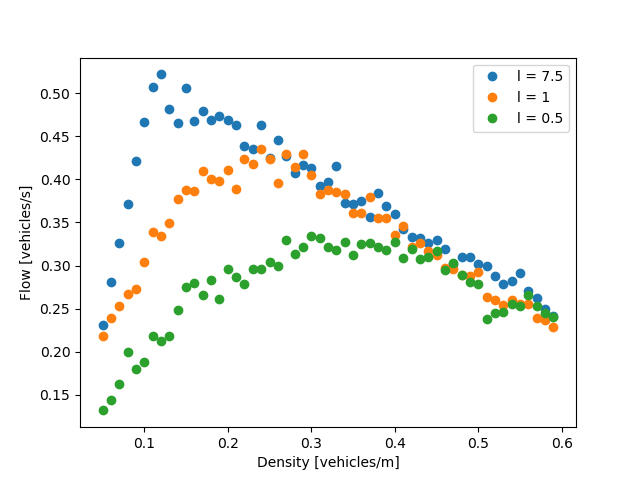 l = 7.5
l = 1
l = 0.5
0.50
0.45
0.40
0.35
0.30
0.25
0.20
0.15
Flow [vehicles/s]
0.1
0.2
0.3
0.4
0.5
0.6
Density [vehicles/m]